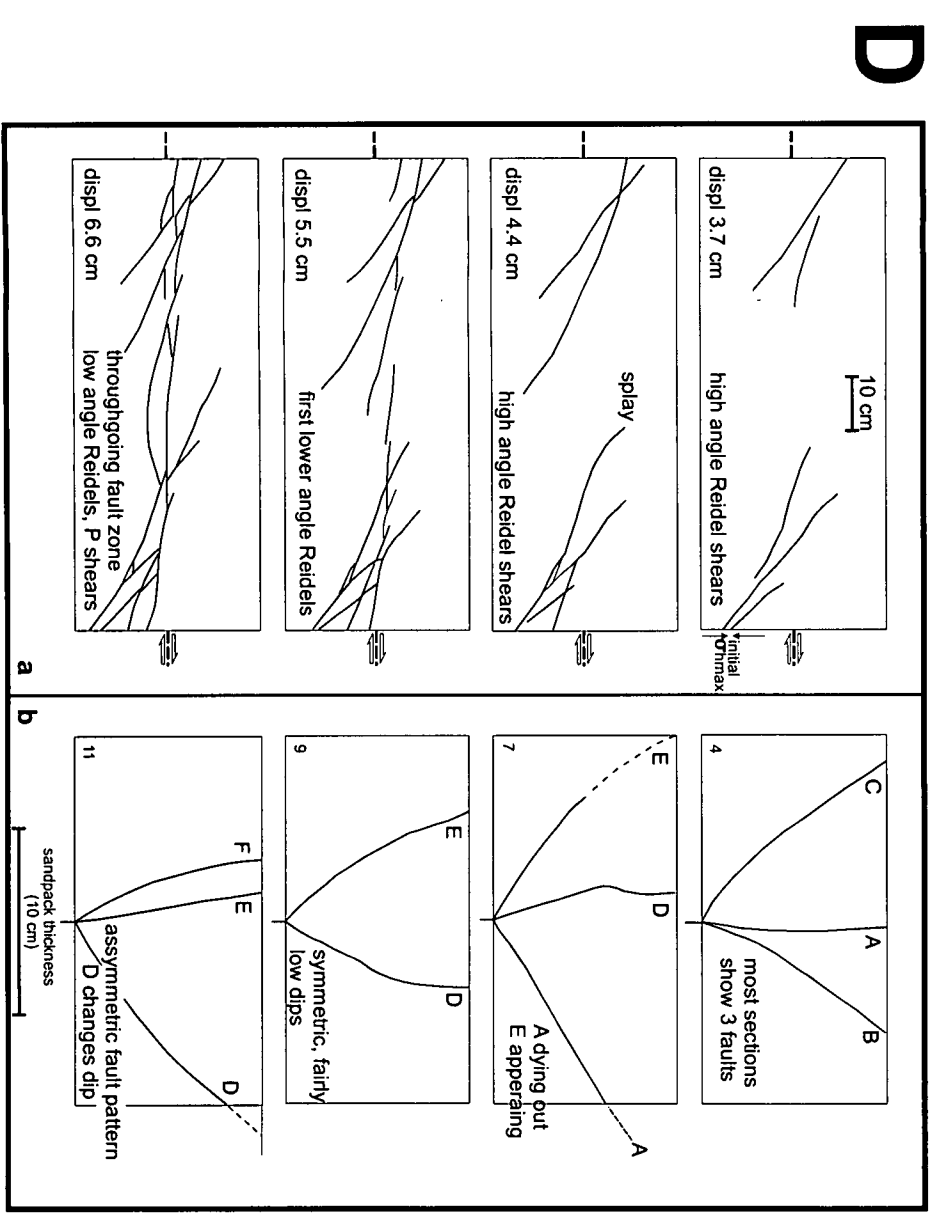 D
10 cm
displ 3.7 cm
high angle Reidel shears
initial
σhmax
displ 4.4 cm
splay
high angle Reidel shears
displ 5.5 cm
first lower angle Reidels
displ 6.6 cm
throughgoing fault zone
low angle Reidels, P shears
a
4
C
A
B
most sections
show 3 faults
7
E
D
A
A dying out
E apperaing
9
E
D
symmetric, fairly
low dips
11
F
E
D
assymetric fault pattern
D changes dip
b
sandpack thickness
(10 cm)